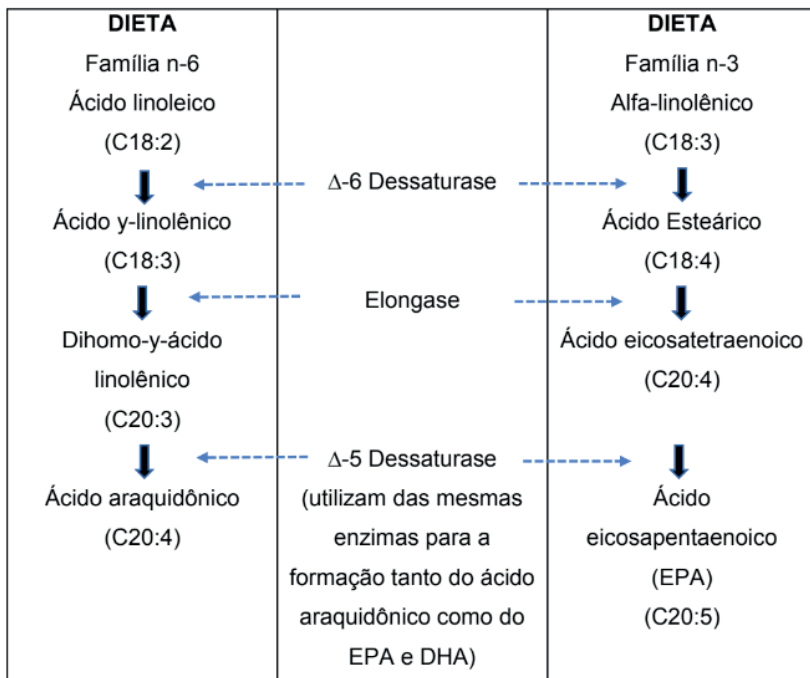 DIETA
Família n-6
Ácido linoleico
(C18:2)
Ácido y-linolênico
(C18:3)
Dihomo-y-ácido
linolênico
(C20:3)
Ácido araquidônico
(C20:4)
Δ-6 Dessaturase
Elongase
Δ-5 Dessaturase
(utilizam das mesmas
enzimas para a
formação tanto do ácido
araquidônico como do
EPA e DHA)
DIETA
Família n-3
Alfa-linolênico
(C18:3)
Ácido Esteárico
(C18:4)
Ácido eicosatetraenoico
(C20:4)
Ácido
eicosapentaenoico
(EPA)
(C20:5)